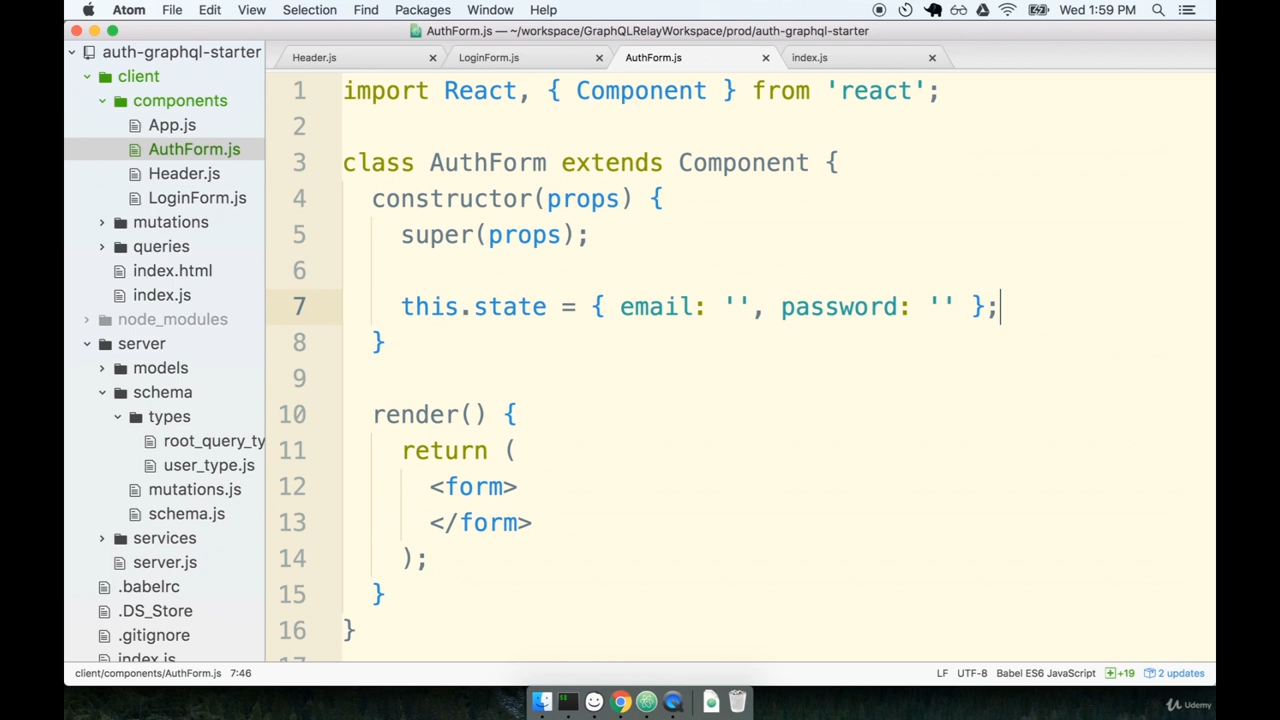 Atom File Edit View Selection Find Packages Window Help Wed 1:59 PM
AuthForm.js — ~/workspace/GraphQLRelayWorkspace/prod/auth-graphql-starter
auth-graphql-starter
client
components
App.js
AuthForm.js
Header.js
LoginForm.js
mutations
queries
index.html
index.js
node_modules
server
models
schema
types
root_query_ty
user_type.js
mutations.js
schema.js
services
server.js
.babelrc
.DS_Store
.gitignore
index.js
Header.js LoginForm.js AuthForm.js index.js
1 import React, { Component } from 'react';
2
3 class AuthForm extends Component {
4 constructor(props) {
5 super(props);
6
7 this.state = { email: '', password: '' };
8 }
9
10 render() {
11 return (
12 <form>
13 </form>
14 );
15 }
16 }
client/components/AuthForm.js 7:46 LF UTF-8 Babel ES6 JavaScript +19 2 updates
Udemy